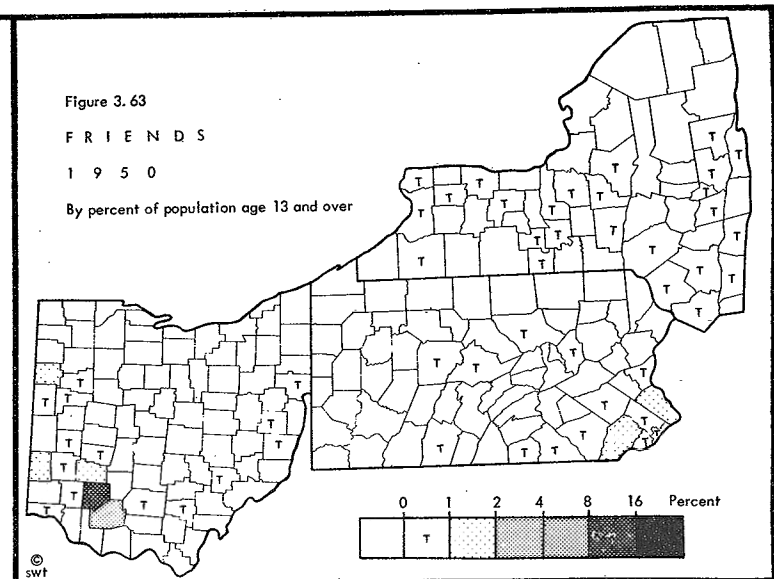 Figure 3.63
F R I E N D S
1 9 5 0
By percent of population age 13 and over
T T
T
T T T
T T T T
T T T T T
T T T
T T T
T T T
T
T
T T
T
T T
T
T
T T
T T T T
T T T
T T
T
T T
T T T T
T T T T
T
T T T
0 1 2 4 8 16 Percent
T
©
swt